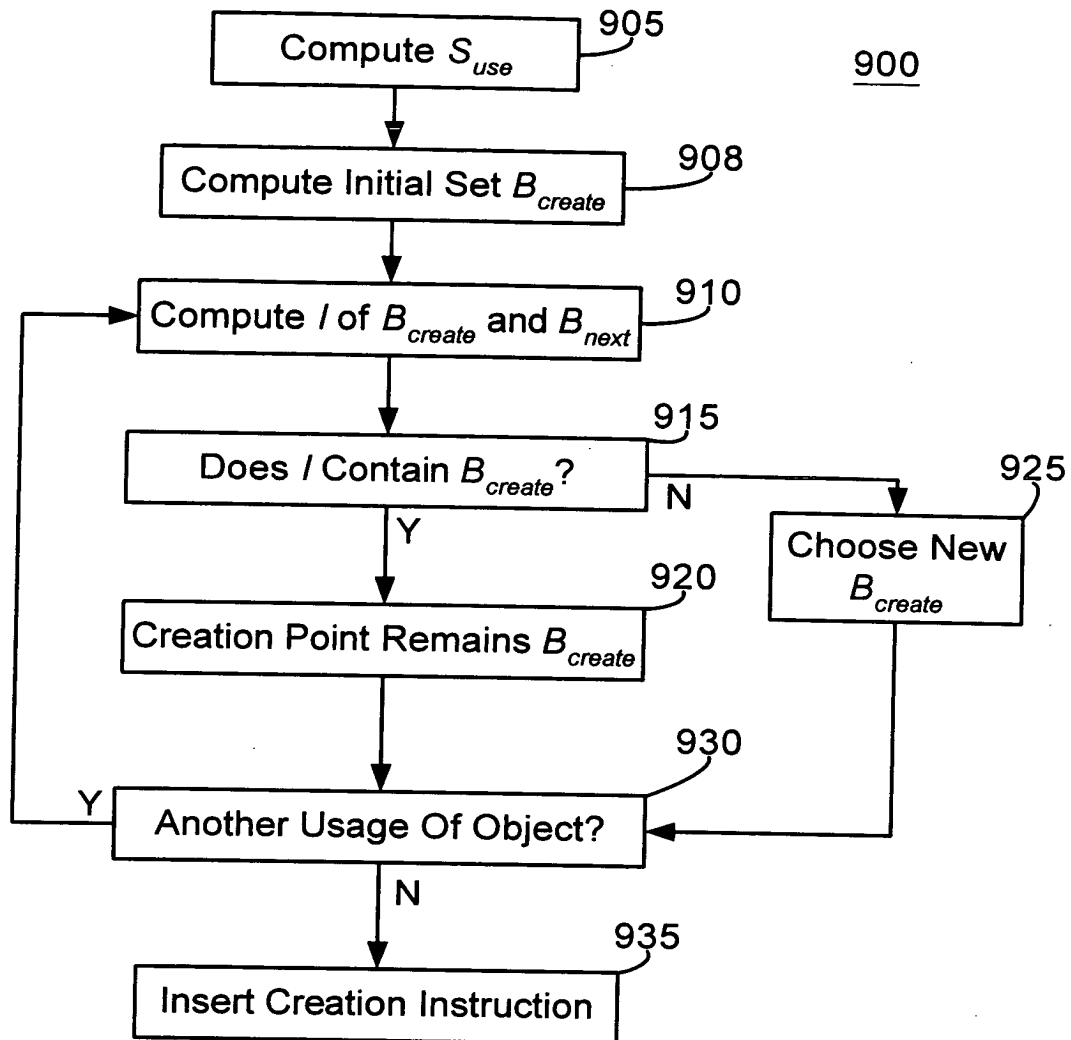 905
Compute S_use
900
908
Compute Initial Set B_create
910
Compute I of B_create and B_next
915
Does I Contain B_create?
N
925
Y
Choose New
B_create
920
Creation Point Remains B_create
930
Y
Another Usage Of Object?
N
935
Insert Creation Instruction